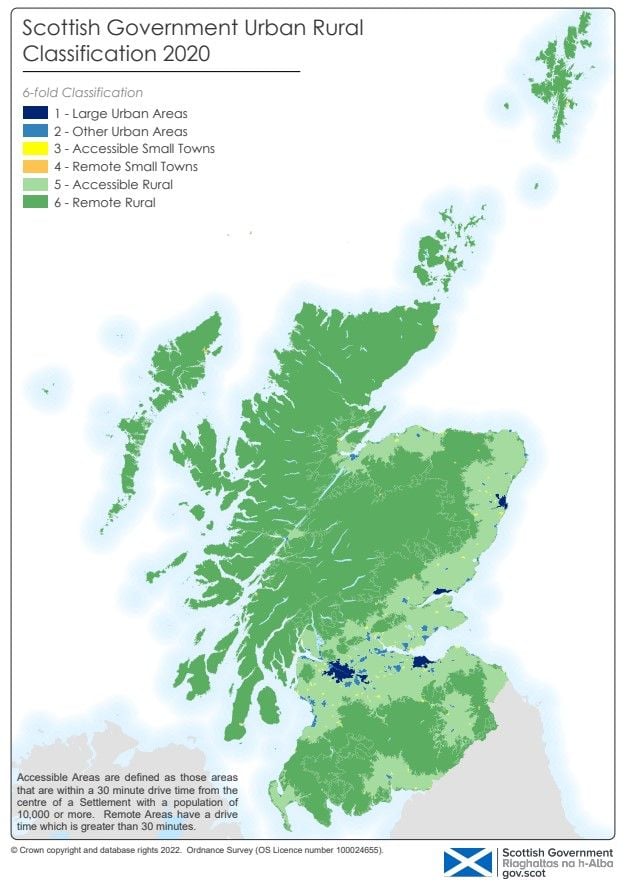 Scottish Government Urban Rural
Classification 2020
6-fold Classification
1 - Large Urban Areas
2 - Other Urban Areas
3 - Accessible Small Towns
4 - Remote Small Towns
5 - Accessible Rural
6 - Remote Rural
Accessible Areas are defined as those areas
that are within a 30 minute drive time from the
centre of a Settlement with a population of
10,000 or more. Remote Areas have a drive
time which is greater than 30 minutes.
© Crown copyright and database rights 2022. Ordnance Survey (OS Licence number 100024655).
Scottish Government
Riaghaltas na h-Alba
gov.scot